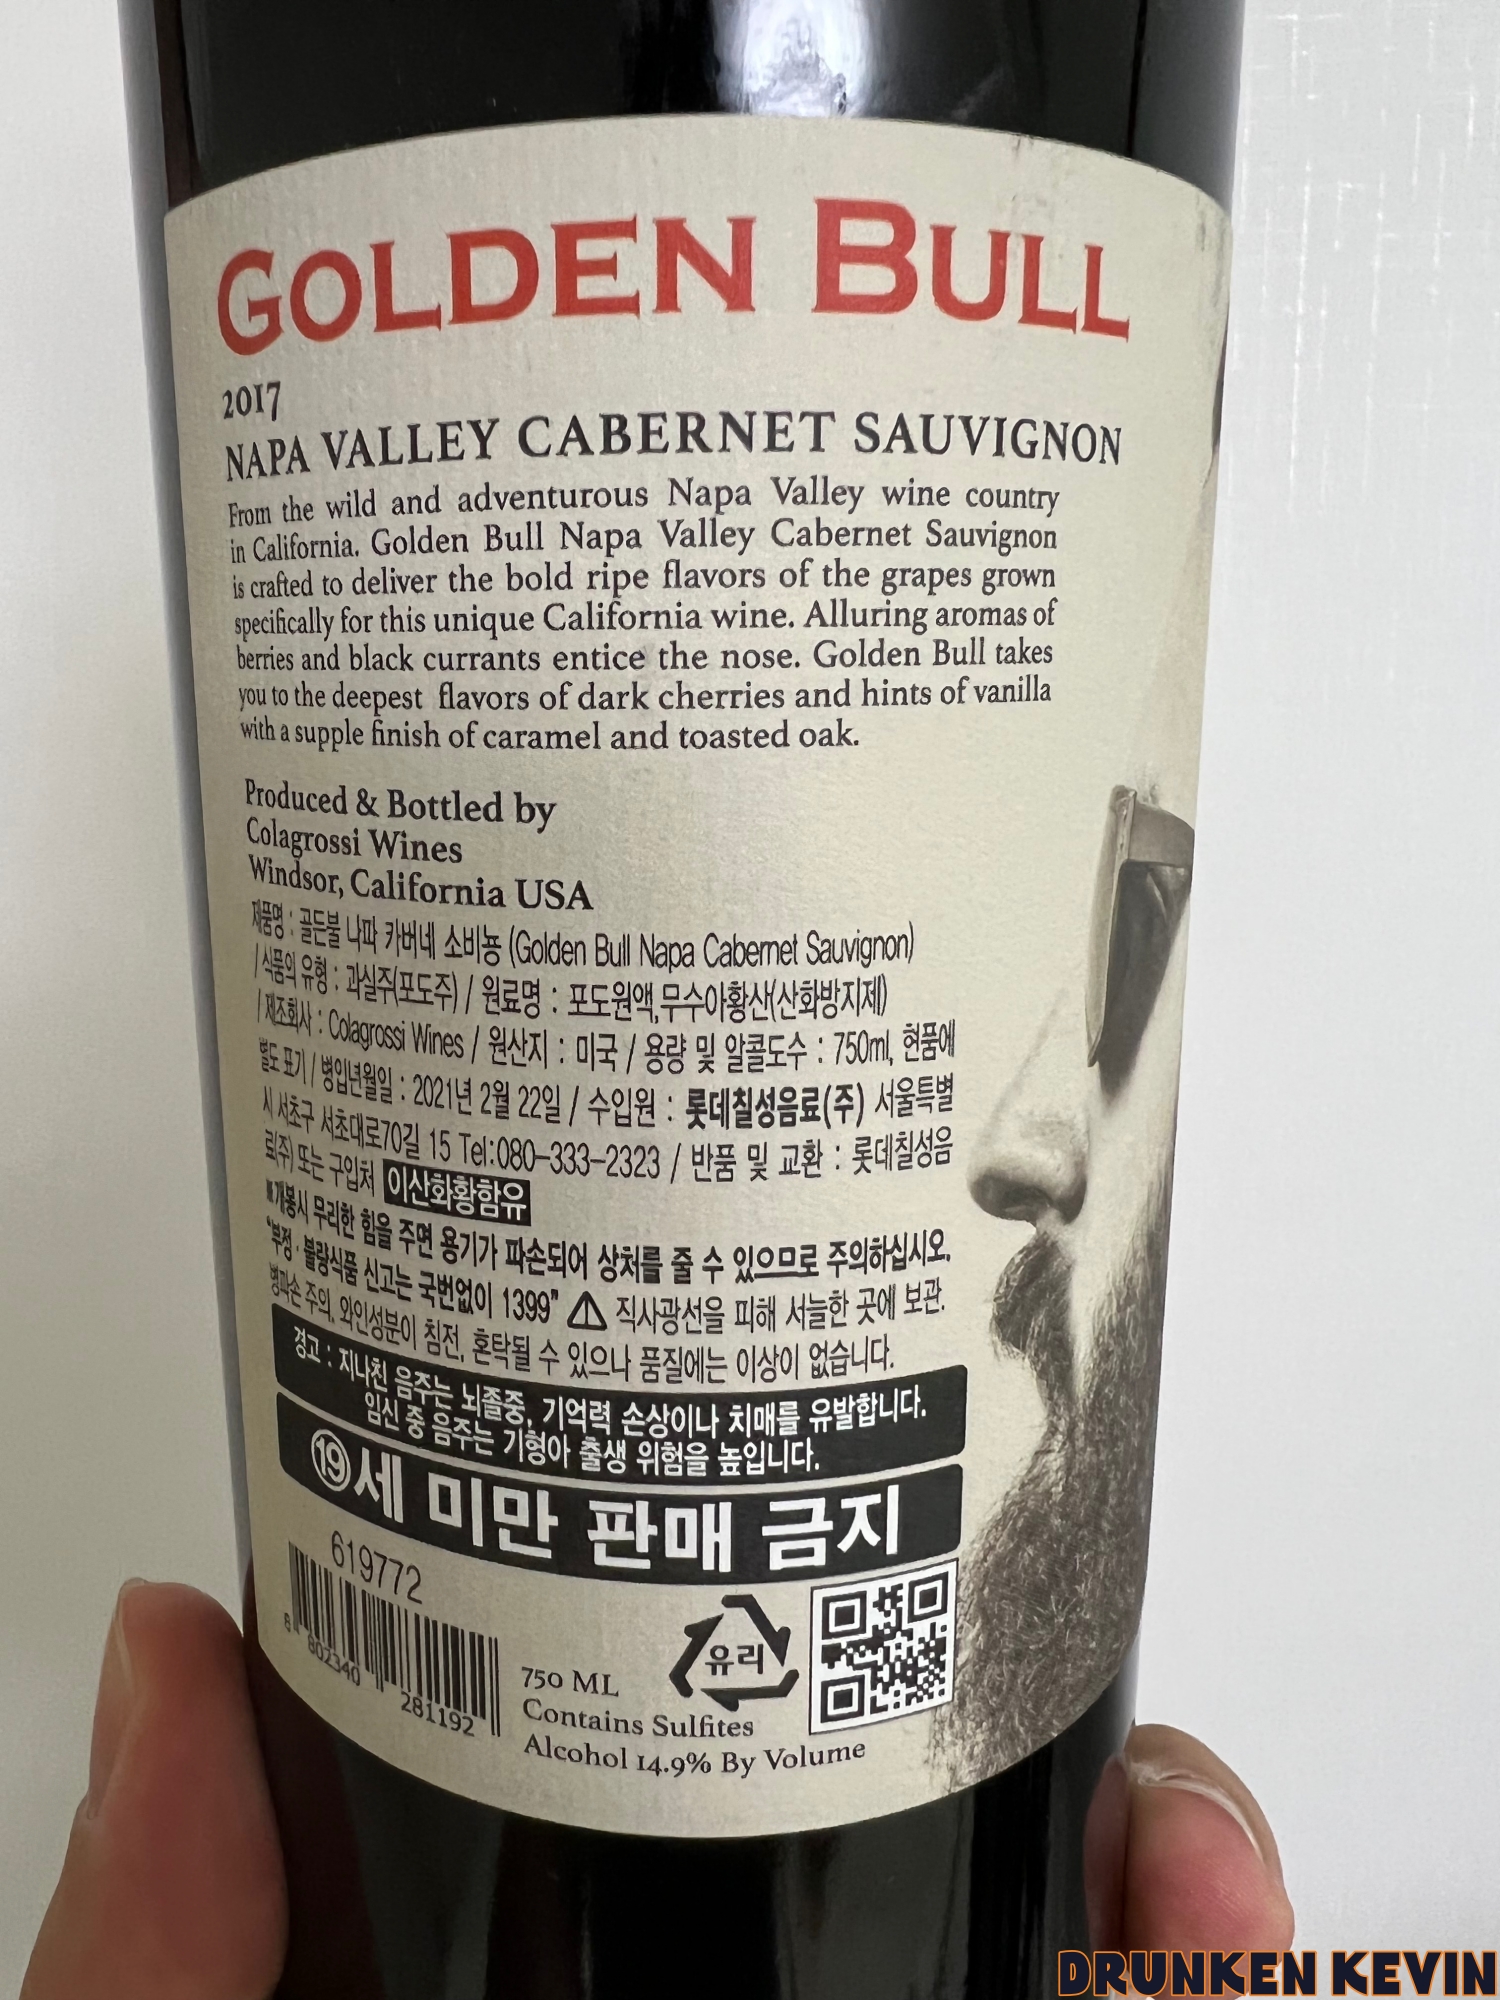 GOLDEN BULL
2017
NAPA VALLEY CABERNET SAUVIGNON
From the wild and adventurous Napa Valley wine country
in California. Golden Bull Napa Valley Cabernet Sauvignon
is crafted to deliver the bold ripe flavors of the grapes grown
specifically for this unique California wine. Alluring aromas of
berries and black currants entice the nose. Golden Bull takes
you to the deepest flavors of dark cherries and hints of vanilla
with a supple finish of caramel and toasted oak.
Produced & Bottled by
Colagrossi Wines
Windsor, California USA
제품명 : 골든불 나파 카버네 소비뇽 (Golden Bull Napa Cabernet Sauvignon)
/ 식품의 유형 : 과실주(포도주) / 원료명 : 포도원액,무수아황산(산화방지제)
/ 제조회사 : Colagrossi Wines / 원산지 : 미국 / 용량 및 알콜도수 : 750ml, 현품에
별도 표기 / 병입년월일 : 2021년 2월 22일 / 수입원 : 롯데칠성음료(주) 서울특별
시 서초구 서초대로70길 15 Tel:080-333-2323 / 반품 및 교환 : 롯데칠성음
료(주) 또는 구입처 이산화황함유
■개봉시 무리한 힘을 주면 용기가 파손되어 상처를 줄 수 있으므로 주의하십시오.
"부정·불량식품 신고는 국번없이 1399" ⚠ 직사광선을 피해 서늘한 곳에 보관.
병파손 주의, 와인성분이 침전, 혼탁될 수 있으나 품질에는 이상이 없습니다.
경고 : 지나친 음주는 뇌졸중, 기억력 손상이나 치매를 유발합니다.
임신 중 음주는 기형아 출생 위험을 높입니다.
⑲세 미만 판매 금지
619772
8 802340 281192
유리
750 ML
Contains Sulfites
Alcohol 14.9% By Volume
DRUNKEN KEVIN